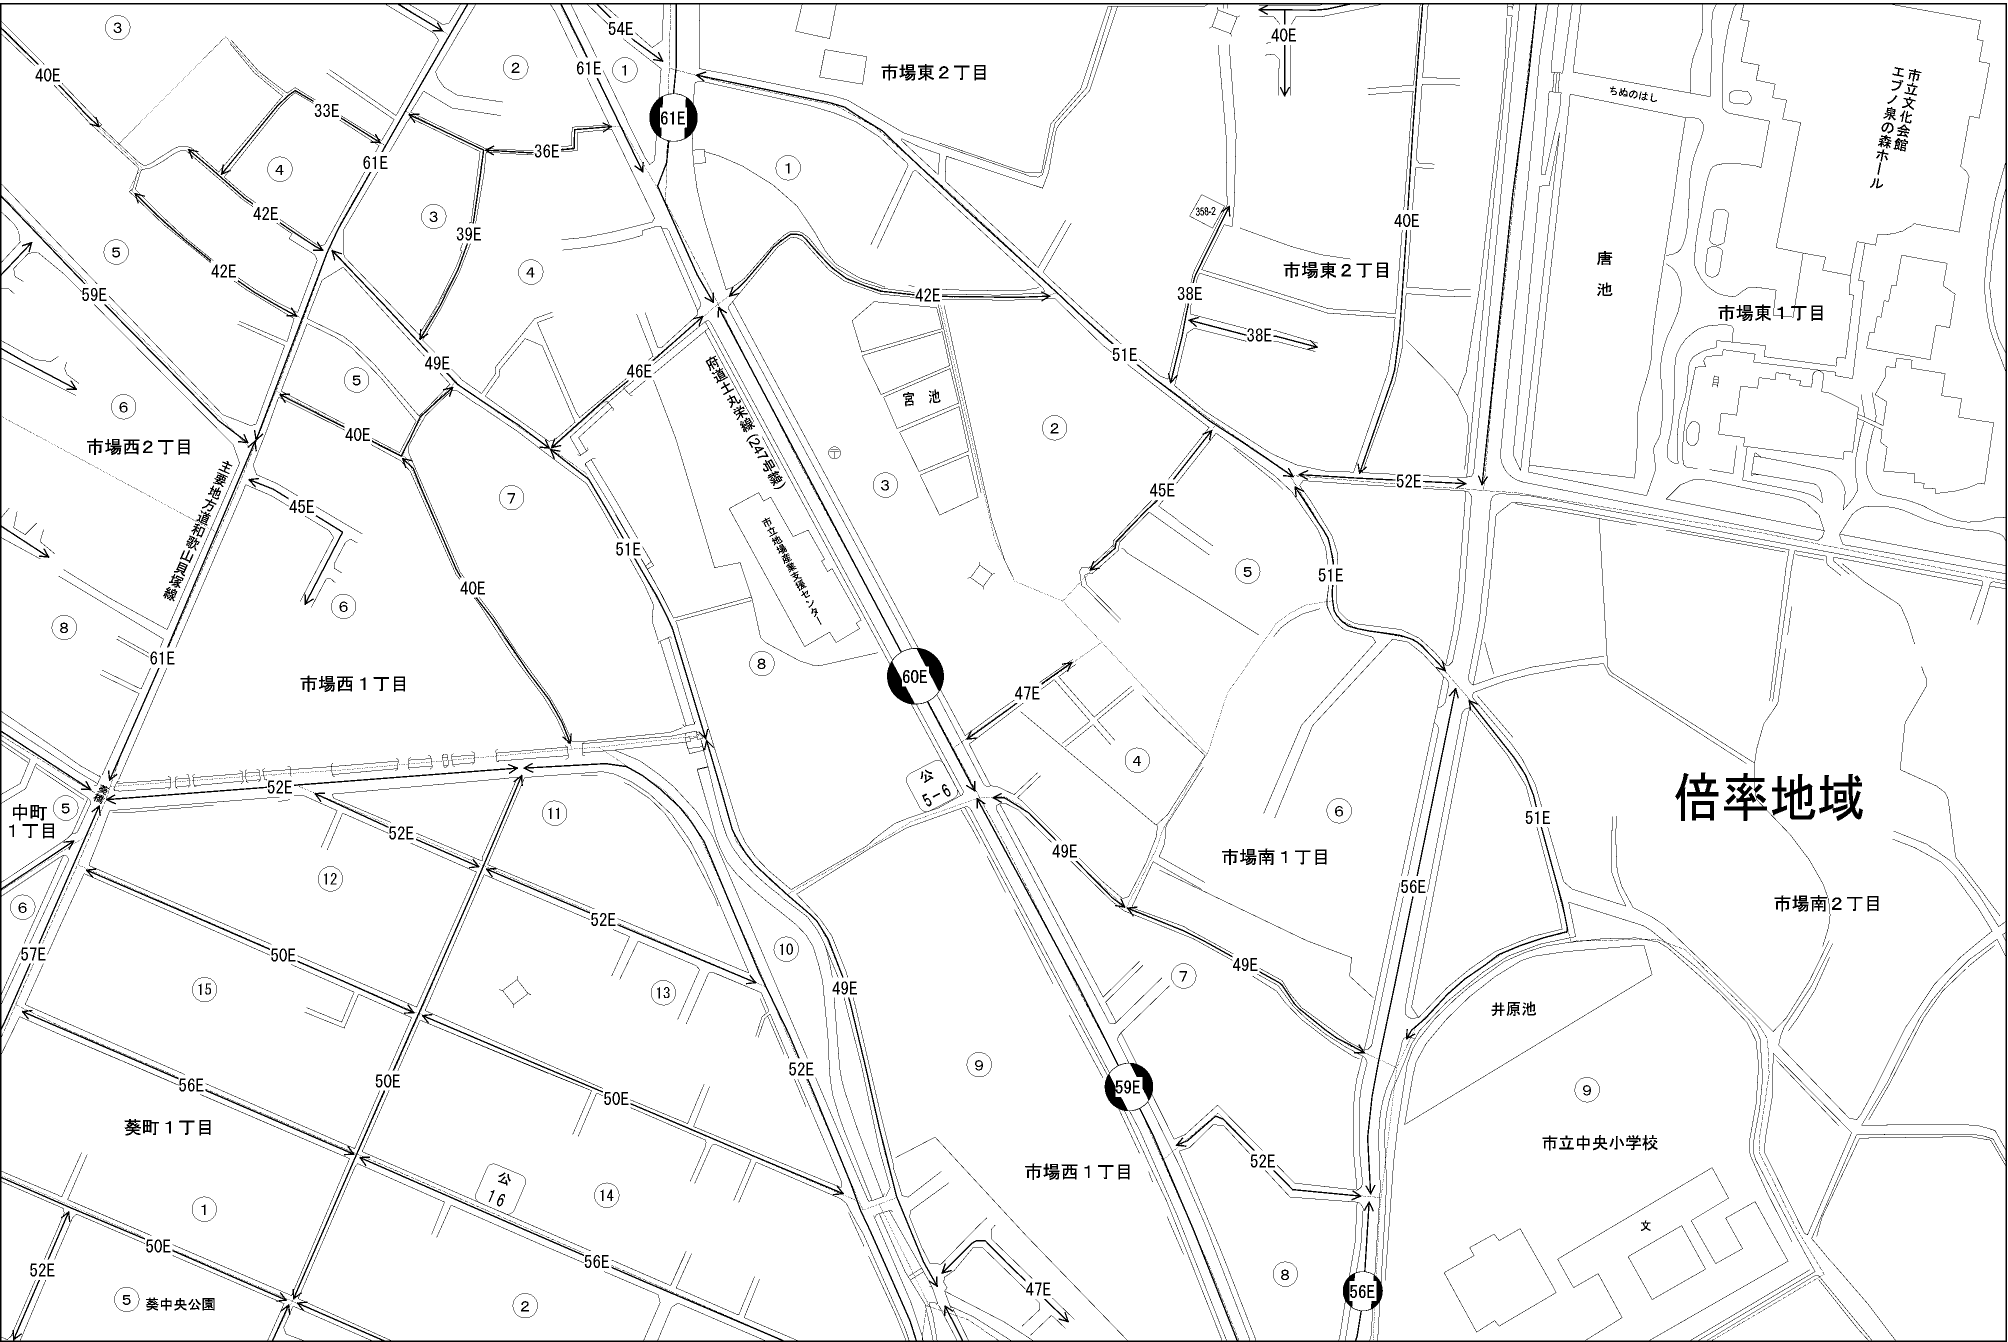 3
40E
33E
42E
4
42E
5
59E
61E
2
61E
54E
1
61E
36E
3
39E
4
市場東2丁目
1
42E
40E
358-2
38E
38E
市場東2丁目
40E
ちぬのはし
唐池
市立文化会館
エブノ泉の森ホール
市場東1丁目
6
市場西2丁目
5
49E
46E
40E
府道土丸栄線(247号線)
宮池
2
51E
52E
主要地方道和歌山貝塚線
45E
7
51E
40E
6
市立地場産業支援センター
3
45E
5
51E
8
61E
市場西1丁目
8
60E
47E
4
公
5-6
葵橋
52E
中町
1丁目
5
6
57E
52E
11
12
52E
50E
15
13
10
49E
49E
市場南1丁目
6
56E
51E
倍率地域
市場南2丁目
49E
7
井原池
9
市立中央小学校
文
56E
葵町1丁目
50E
50E
52E
9
59E
市場西1丁目
52E
公
16
14
1
50E
52E
5
葵中央公園
56E
2
47E
8
56E